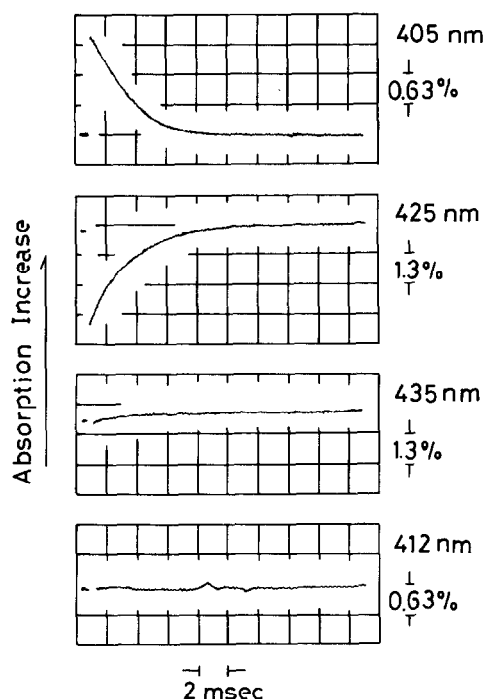 405 nm
0.63%
425 nm
1.3%
435 nm
1.3%
412 nm
0.63%
Absorption Increase
2 msec